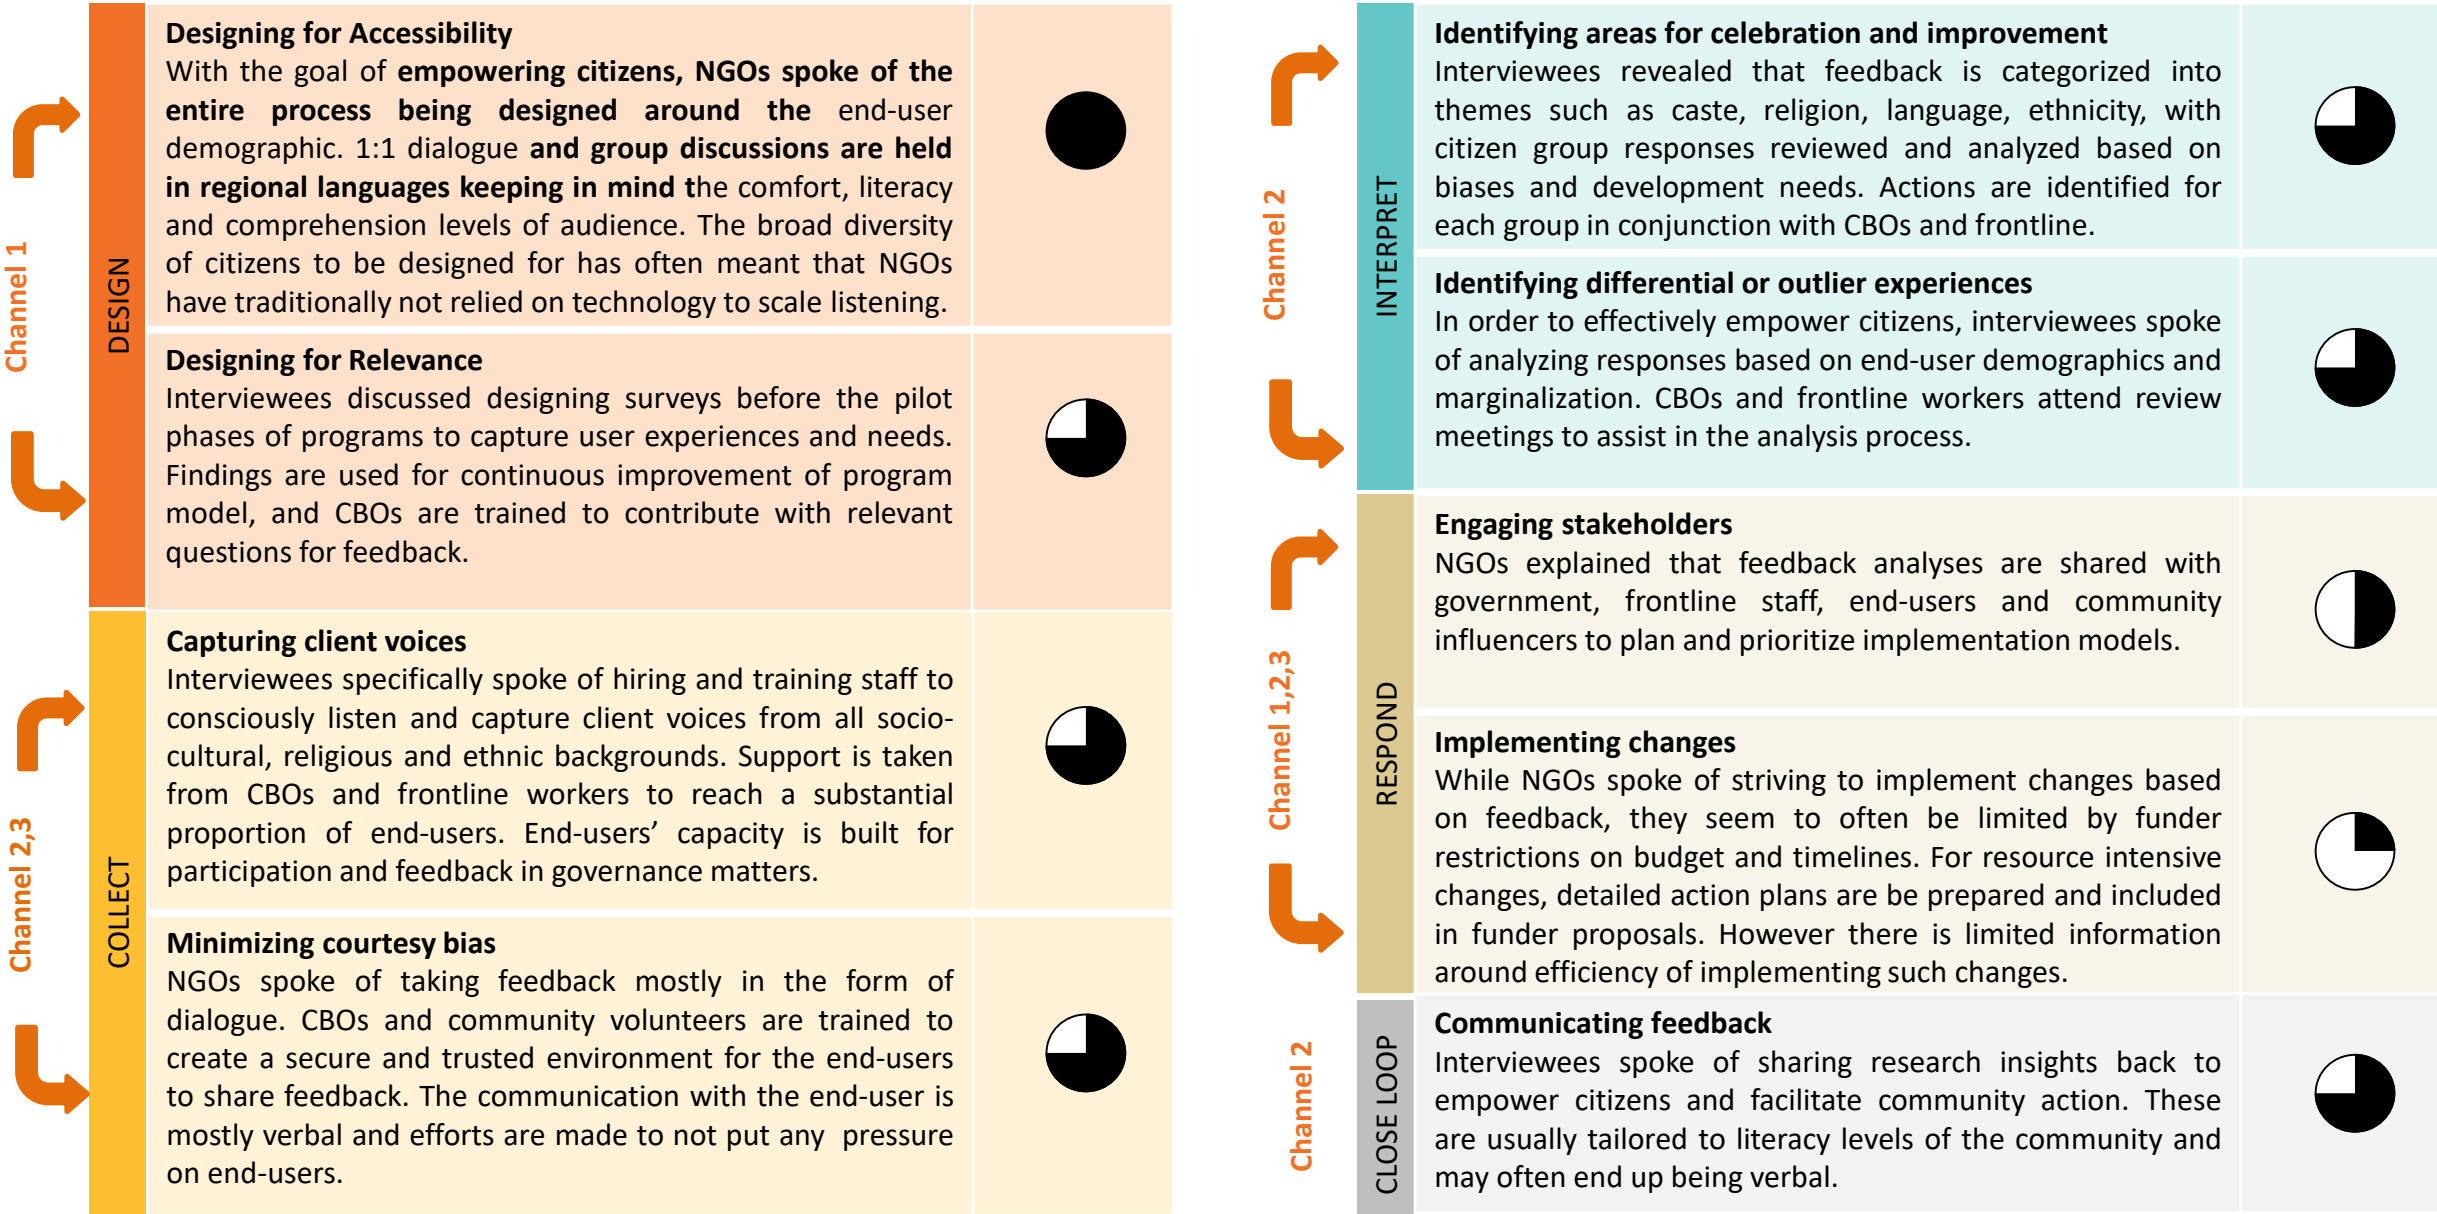 Channel 1
DESIGN
Designing for Accessibility
With the goal of empowering citizens, NGOs spoke of the
entire process being designed around the end-user
demographic. 1:1 dialogue and group discussions are held
in regional languages keeping in mind the comfort, literacy
and comprehension levels of audience. The broad diversity
of citizens to be designed for has often meant that NGOs
have traditionally not relied on technology to scale listening.
Designing for Relevance
Interviewees discussed designing surveys before the pilot
phases of programs to capture user experiences and needs.
Findings are used for continuous improvement of program
model, and CBOs are trained to contribute with relevant
questions for feedback.
Channel 2,3
COLLECT
Capturing client voices
Interviewees specifically spoke of hiring and training staff to
consciously listen and capture client voices from all socio-
cultural, religious and ethnic backgrounds. Support is taken
from CBOs and frontline workers to reach a substantial
proportion of end-users. End-users’ capacity is built for
participation and feedback in governance matters.
Minimizing courtesy bias
NGOs spoke of taking feedback mostly in the form of
dialogue. CBOs and community volunteers are trained to
create a secure and trusted environment for the end-users
to share feedback. The communication with the end-user is
mostly verbal and efforts are made to not put any pressure
on end-users.
Channel 2
INTERPRET
Identifying areas for celebration and improvement
Interviewees revealed that feedback is categorized into
themes such as caste, religion, language, ethnicity, with
citizen group responses reviewed and analyzed based on
biases and development needs. Actions are identified for
each group in conjunction with CBOs and frontline.
Identifying differential or outlier experiences
In order to effectively empower citizens, interviewees spoke
of analyzing responses based on end-user demographics and
marginalization. CBOs and frontline workers attend review
meetings to assist in the analysis process.
Channel 1,2,3
RESPOND
Engaging stakeholders
NGOs explained that feedback analyses are shared with
government, frontline staff, end-users and community
influencers to plan and prioritize implementation models.
Implementing changes
While NGOs spoke of striving to implement changes based
on feedback, they seem to often be limited by funder
restrictions on budget and timelines. For resource intensive
changes, detailed action plans are be prepared and included
in funder proposals. However there is limited information
around efficiency of implementing such changes.
Channel 2
CLOSE LOOP
Communicating feedback
Interviewees spoke of sharing research insights back to
empower citizens and facilitate community action. These
are usually tailored to literacy levels of the community and
may often end up being verbal.